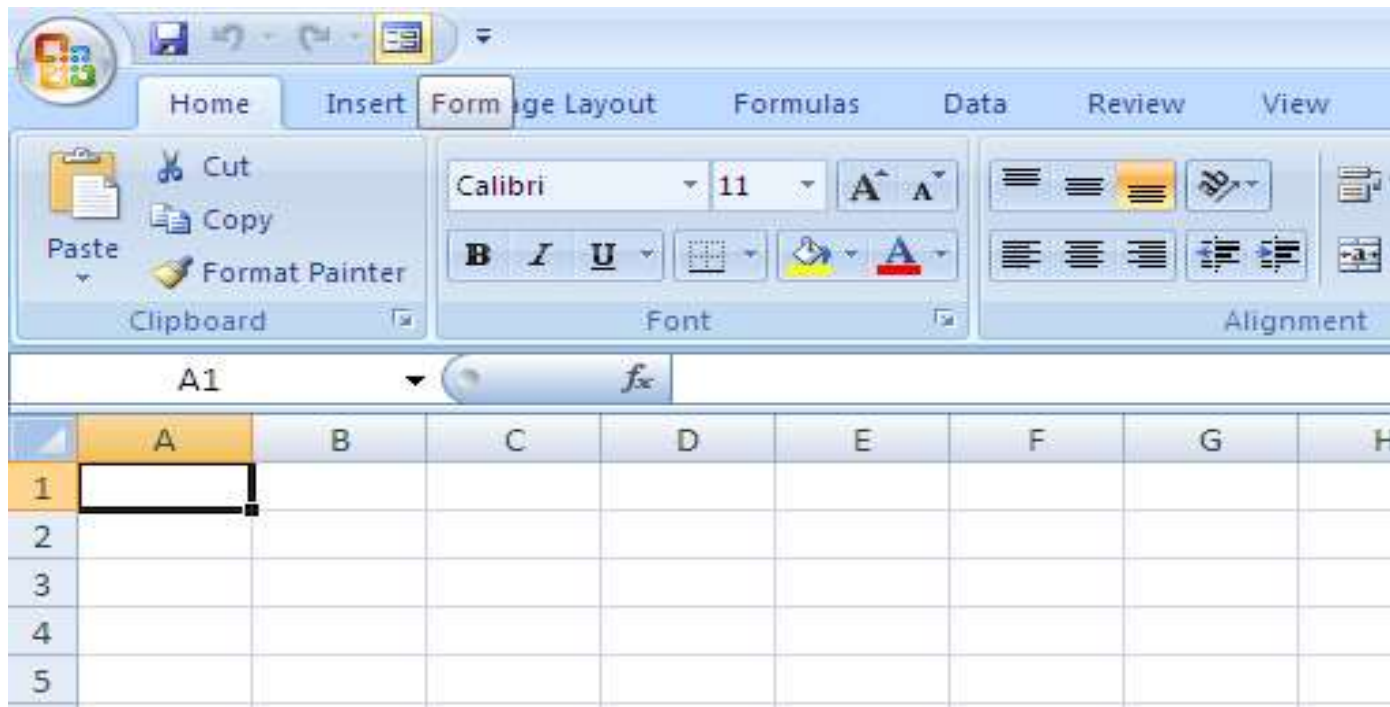 Home Insert Form ge Layout Formulas Data Review View
Cut
Calibri 11 A A
Copy
Paste
B I U A
Format Painter
a
Clipboard Font Alignment
A1 fx
A B C D E F G H
1
2
3
4
5